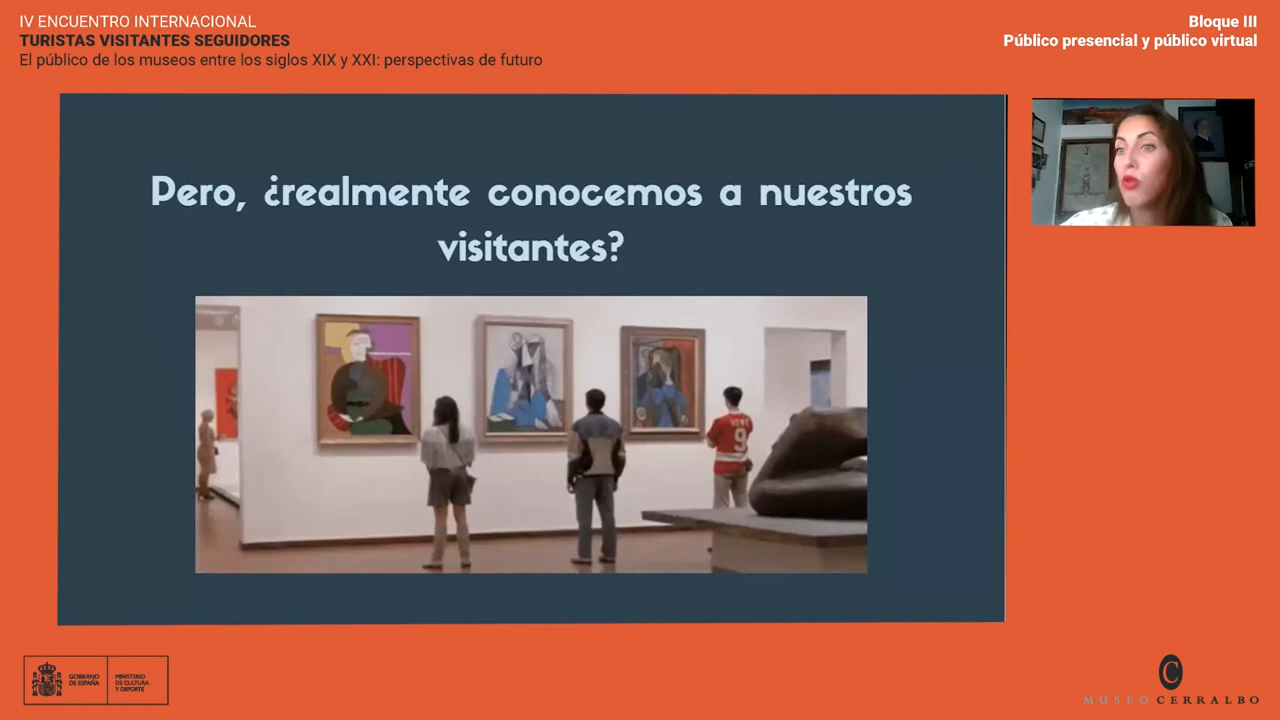 IV ENCUENTRO INTERNACIONAL
TURISTAS VISITANTES SEGUIDORES
El público de los museos entre los siglos XIX y XXI: perspectivas de futuro
Bloque III
Público presencial y público virtual
Pero, ¿realmente conocemos a nuestros
visitantes?
9
GOBIERNO
DE ESPAÑA
MINISTERIO
DE CULTURA
Y DEPORTE
C
MUSEO CERRALBO